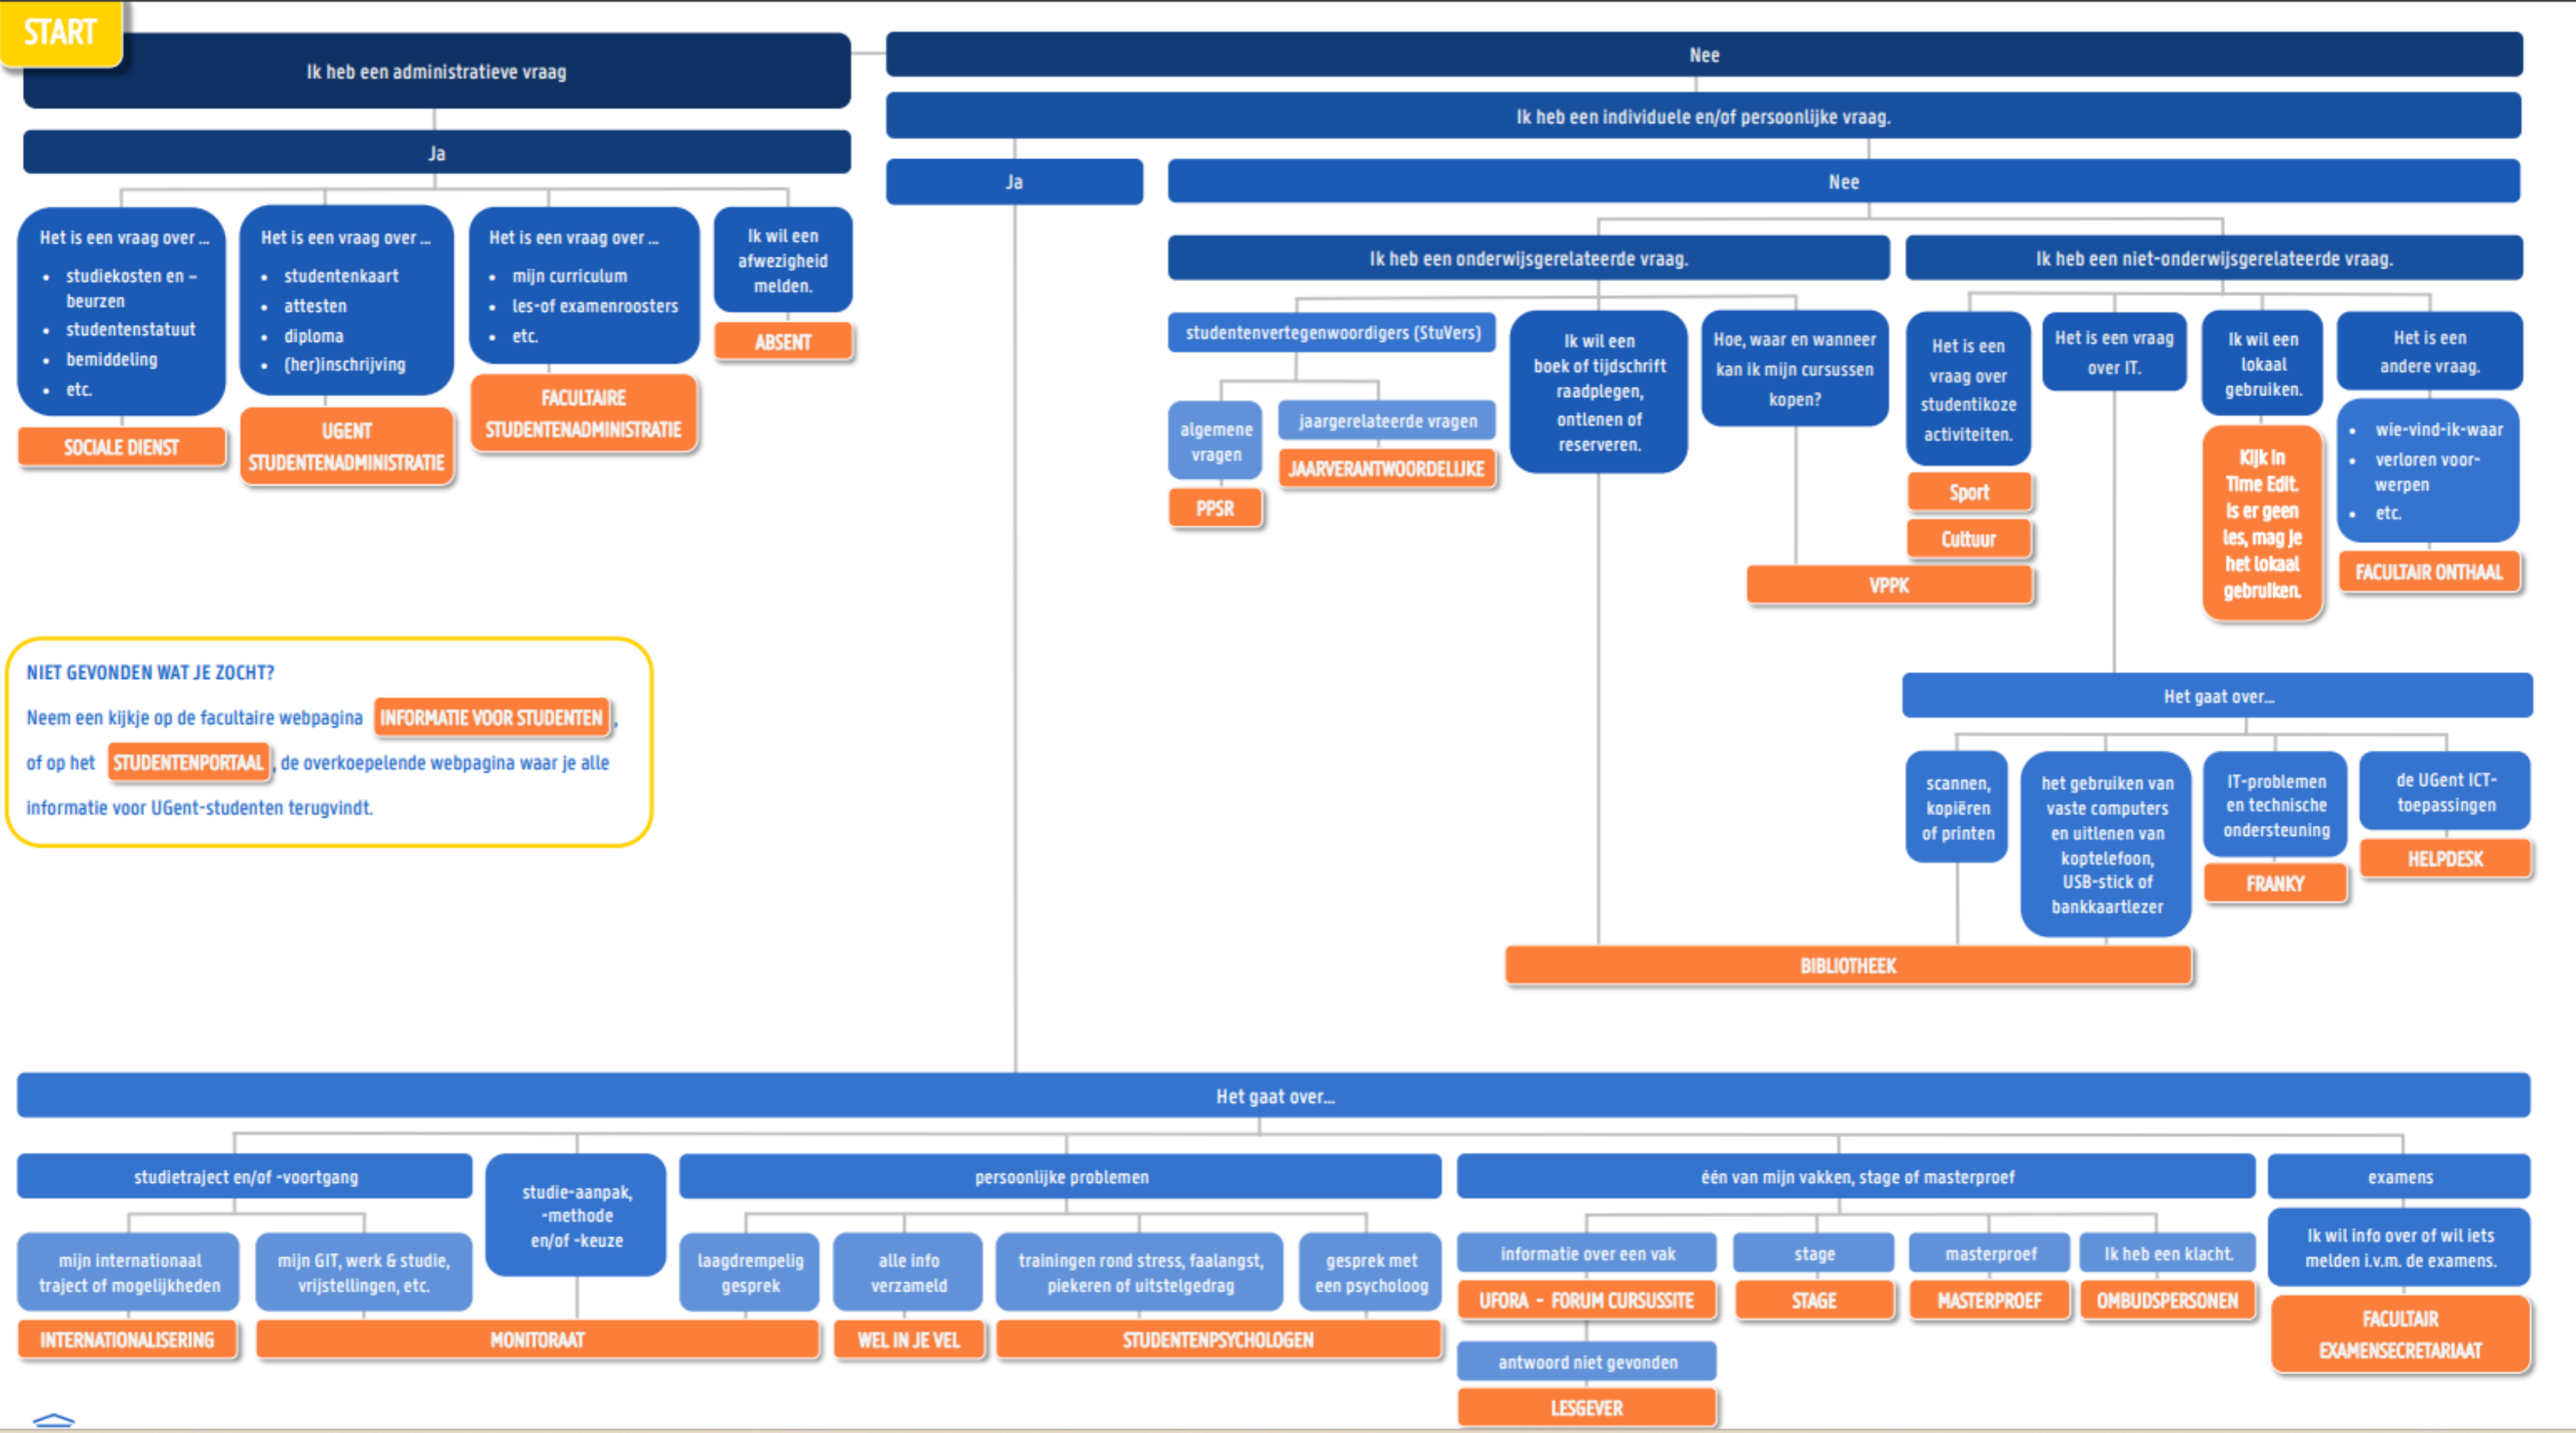 START
Ik heb een administratieve vraag
Ja
Het is een vraag over ...
• studiekosten en –
beurzen
• studentenstatuut
• bemiddeling
• etc.
SOCIALE DIENST
Het is een vraag over ...
• studentenkaart
• attesten
• diploma
• (her)inschrijving
UGENT
STUDENTENADMINISTRATIE
Het is een vraag over ...
• mijn curriculum
• les-of examenroosters
• etc.
FACULTAIRE
STUDENTENADMINISTRATIE
Ik wil een
afwezigheid
melden.
ABSENT
Nee
Ik heb een individuele en/of persoonlijke vraag.
Ja
Nee
Ik heb een onderwijsgerelateerde vraag.
studentenvertegenwoordigers (StuVers)
algemene
vragen
PPSR
jaargerelateerde vragen
JAARVERANTWOORDELIJKE
Ik wil een
boek of tijdschrift
raadplegen,
ontlenen of
reserveren.
Hoe, waar en wanneer
kan ik mijn cursussen
kopen?
Ik heb een niet-onderwijsgerelateerde vraag.
Het is een
vraag over
studentikoze
activiteiten.
Sport
Cultuur
VPPK
Het is een vraag
over IT.
Ik wil een
lokaal
gebruiken.
Kijk in
Time Edit.
Is er geen
les, mag je
het lokaal
gebruiken.
Het is een
andere vraag.
• wie-vind-ik-waar
• verloren voor-
werpen
• etc.
FACULTAIR ONTHAAL
Het gaat over...
scannen,
kopiëren
of printen
het gebruiken van
vaste computers
en uitlenen van
koptelefoon,
USB-stick of
bankkaartlezer
IT-problemen
en technische
ondersteuning
FRANKY
de UGent ICT-
toepassingen
HELPDESK
BIBLIOTHEEK
NIET GEVONDEN WAT JE ZOCHT?
Neem een kijkje op de facultaire webpagina INFORMATIE VOOR STUDENTEN ,
of op het STUDENTENPORTAAL , de overkoepelende webpagina waar je alle
informatie voor UGent-studenten terugvindt.
Het gaat over...
studietraject en/of -voortgang
mijn internationaal
traject of mogelijkheden
INTERNATIONALISERING
mijn GIT, werk & studie,
vrijstellingen, etc.
studie-aanpak,
-methode
en/of -keuze
MONITORAAT
persoonlijke problemen
laagdrempelig
gesprek
alle info
verzameld
WEL IN JE VEL
trainingen rond stress, faalangst,
piekeren of uitstelgedrag
gesprek met
een psycholoog
STUDENTENPSYCHOLOGEN
één van mijn vakken, stage of masterproef
informatie over een vak
UFORA - FORUM CURSUSSITE
antwoord niet gevonden
LESGEVER
stage
STAGE
masterproef
MASTERPROEF
Ik heb een klacht.
OMBUDSPERSONEN
examens
Ik wil info over of wil iets
melden i.v.m. de examens.
FACULTAIR
EXAMENSECRETARIAAT